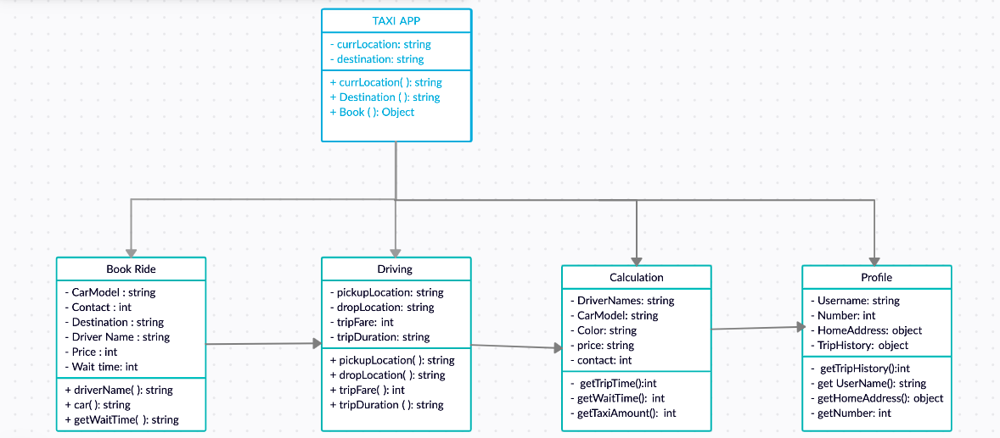 TAXI APP
- currLocation: string
- destination: string
+ currLocation( ): string
+ Destination ( ): string
+ Book ( ): Object
Book Ride
- CarModel : string
- Contact : int
- Destination : string
- Driver Name : string
- Price : int
- Wait time: int
+ driverName( ): string
+ car( ): string
+ getWaitTime( ): string
Driving
- pickupLocation: string
- dropLocation: string
- tripFare: int
- tripDuration: string
+ pickupLocation( ): string
+ dropLocation( ): string
+ tripFare( ): int
+ tripDuration ( ): string
Calculation
- DriverNames: string
- CarModel: string
- Color: string
- price: string
- contact: int
- getTripTime():int
- getWaitTime(): int
- getTaxiAmount(): int
Profile
- Username: string
- Number: int
- HomeAddress: object
- TripHistory: object
- getTripHistory():int
- get UserName(): string
- getHomeAddress(): object
- getNumber: int